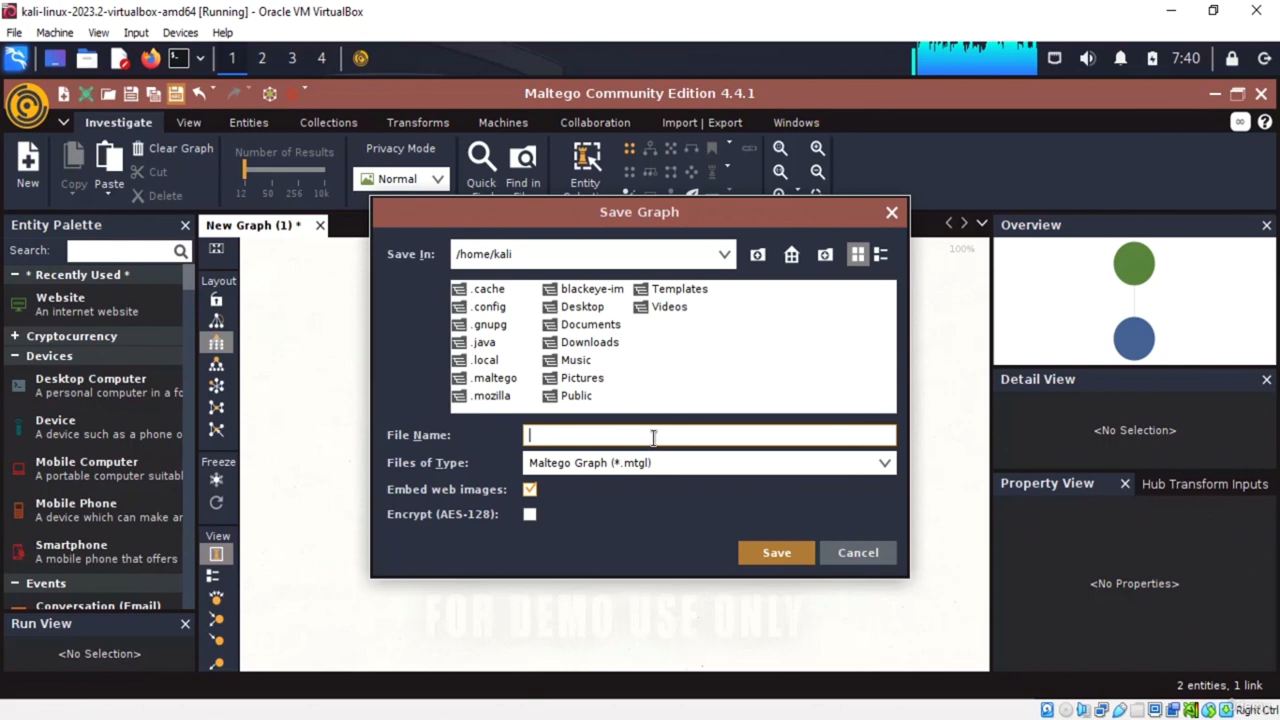 kali-linux-2023.2-virtualbox-amd64 [Running] - Oracle VM VirtualBox
File Machine View Input Devices Help
1 2 3 4 7:40
Maltego Community Edition 4.4.1
Investigate View Entities Collections Transforms Machines Collaboration Import | Export Windows
New
Copy
Paste
Clear Graph
Cut
Delete
Number of Results
12 50 256 10k
Privacy Mode
Normal
Quick
Find in
Entity
Entity Palette
Search:
* Recently Used *
Website
An internet website
Cryptocurrency
Devices
Desktop Computer
A personal computer in a fo
Device
A device such as a phone o
Mobile Computer
A portable computer suitabl
Mobile Phone
A device which can make ar
Smartphone
A mobile phone that offers
Events
Conversation (Email)
Run View
<No Selection>
New Graph (1) *
Layout
Freeze
View
100%
Save Graph
Save In: /home/kali
.cache blackeye-im Templates
.config Desktop Videos
.gnupg Documents
.java Downloads
.local Music
.maltego Pictures
.mozilla Public
File Name:
Files of Type: Maltego Graph (*.mtgl)
Embed web images:
Encrypt (AES-128):
Save Cancel
FOR DEMO USE ONLY
Overview
Detail View
<No Selection>
Property View Hub Transform Inputs
<No Properties>
2 entities, 1 link
Right Ctrl